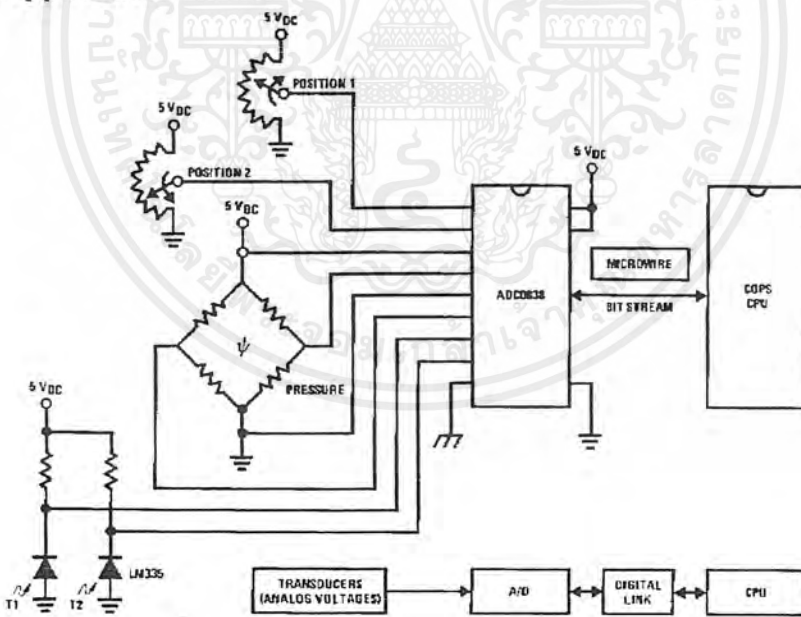 5 VDC
POSITION 1
5 VDC
POSITION 2
5 VDC
5 VDC
MICROWIRE
ADC0838
BIT STREAM
COPS
CPU
ψ
PRESSURE
5 VDC
LM335
T1
T2
TRANSDUCERS
(ANALOG VOLTAGES)
A/D
DIGITAL
LINK
CPU